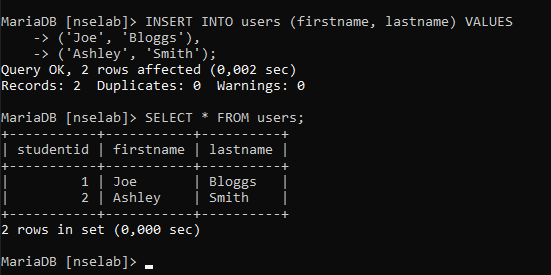 MariaDB [nselab]> INSERT INTO users (firstname, lastname) VALUES
    -> ('Joe', 'Bloggs'),
    -> ('Ashley', 'Smith');
Query OK, 2 rows affected (0,002 sec)
Records: 2  Duplicates: 0  Warnings: 0

MariaDB [nselab]> SELECT * FROM users;
+-----------+-----------+----------+
| studentid | firstname | lastname |
+-----------+-----------+----------+
|         1 | Joe       | Bloggs   |
|         2 | Ashley    | Smith    |
+-----------+-----------+----------+
2 rows in set (0,000 sec)

MariaDB [nselab]> _